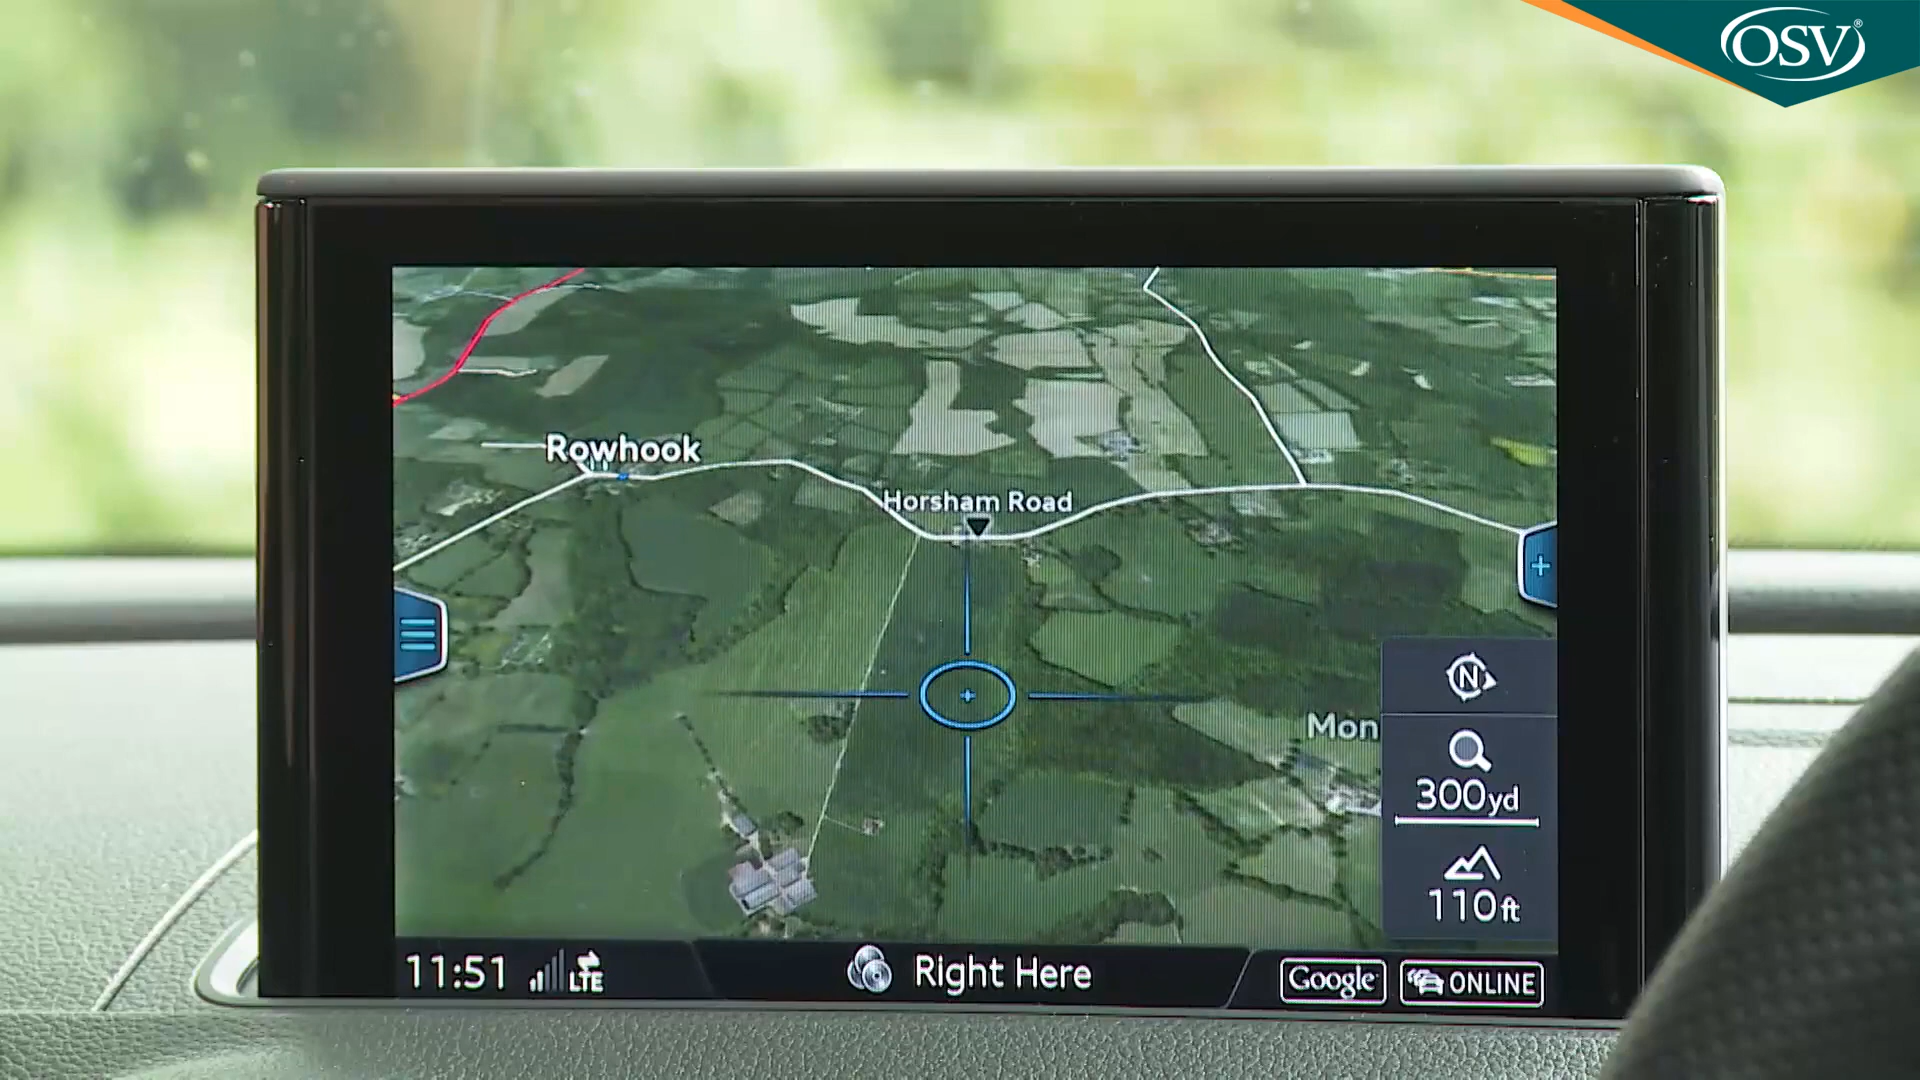 OSV®
Rowhook
Horsham Road
Mon
N
300yd
110ft
11:51 LTE
Right Here
Google
ONLINE